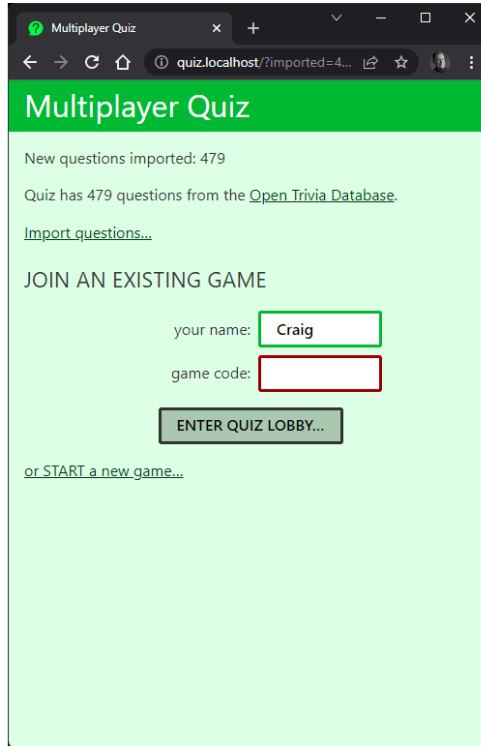 Multiplayer Quiz
quiz.localhost/?imported=4...
Multiplayer Quiz
New questions imported: 479
Quiz has 479 questions from the Open Trivia Database.
Import questions...
JOIN AN EXISTING GAME
your name: Craig
game code:
ENTER QUIZ LOBBY...
or START a new game...